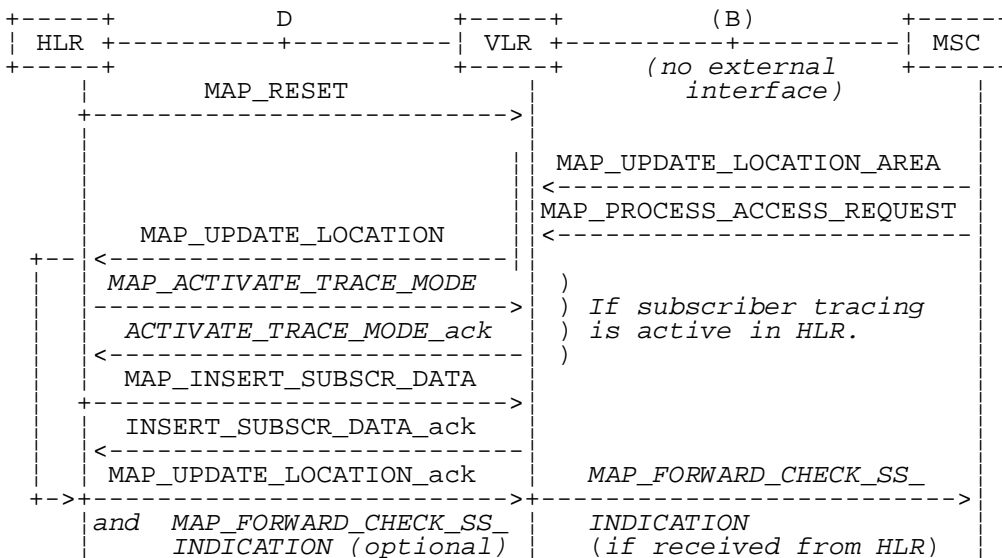 D (B)
HLR VLR MSC
(no external
MAP_RESET interface)
MAP_UPDATE_LOCATION_AREA
MAP_PROCESS_ACCESS_REQUEST
MAP_UPDATE_LOCATION
MAP_ACTIVATE_TRACE_MODE )
) If subscriber tracing
ACTIVATE_TRACE_MODE_ack ) is active in HLR.
)
MAP_INSERT_SUBSCR_DATA
INSERT_SUBSCR_DATA_ack
MAP_UPDATE_LOCATION_ack MAP_FORWARD_CHECK_SS_
and MAP_FORWARD_CHECK_SS_ INDICATION
INDICATION (optional) (if received from HLR)